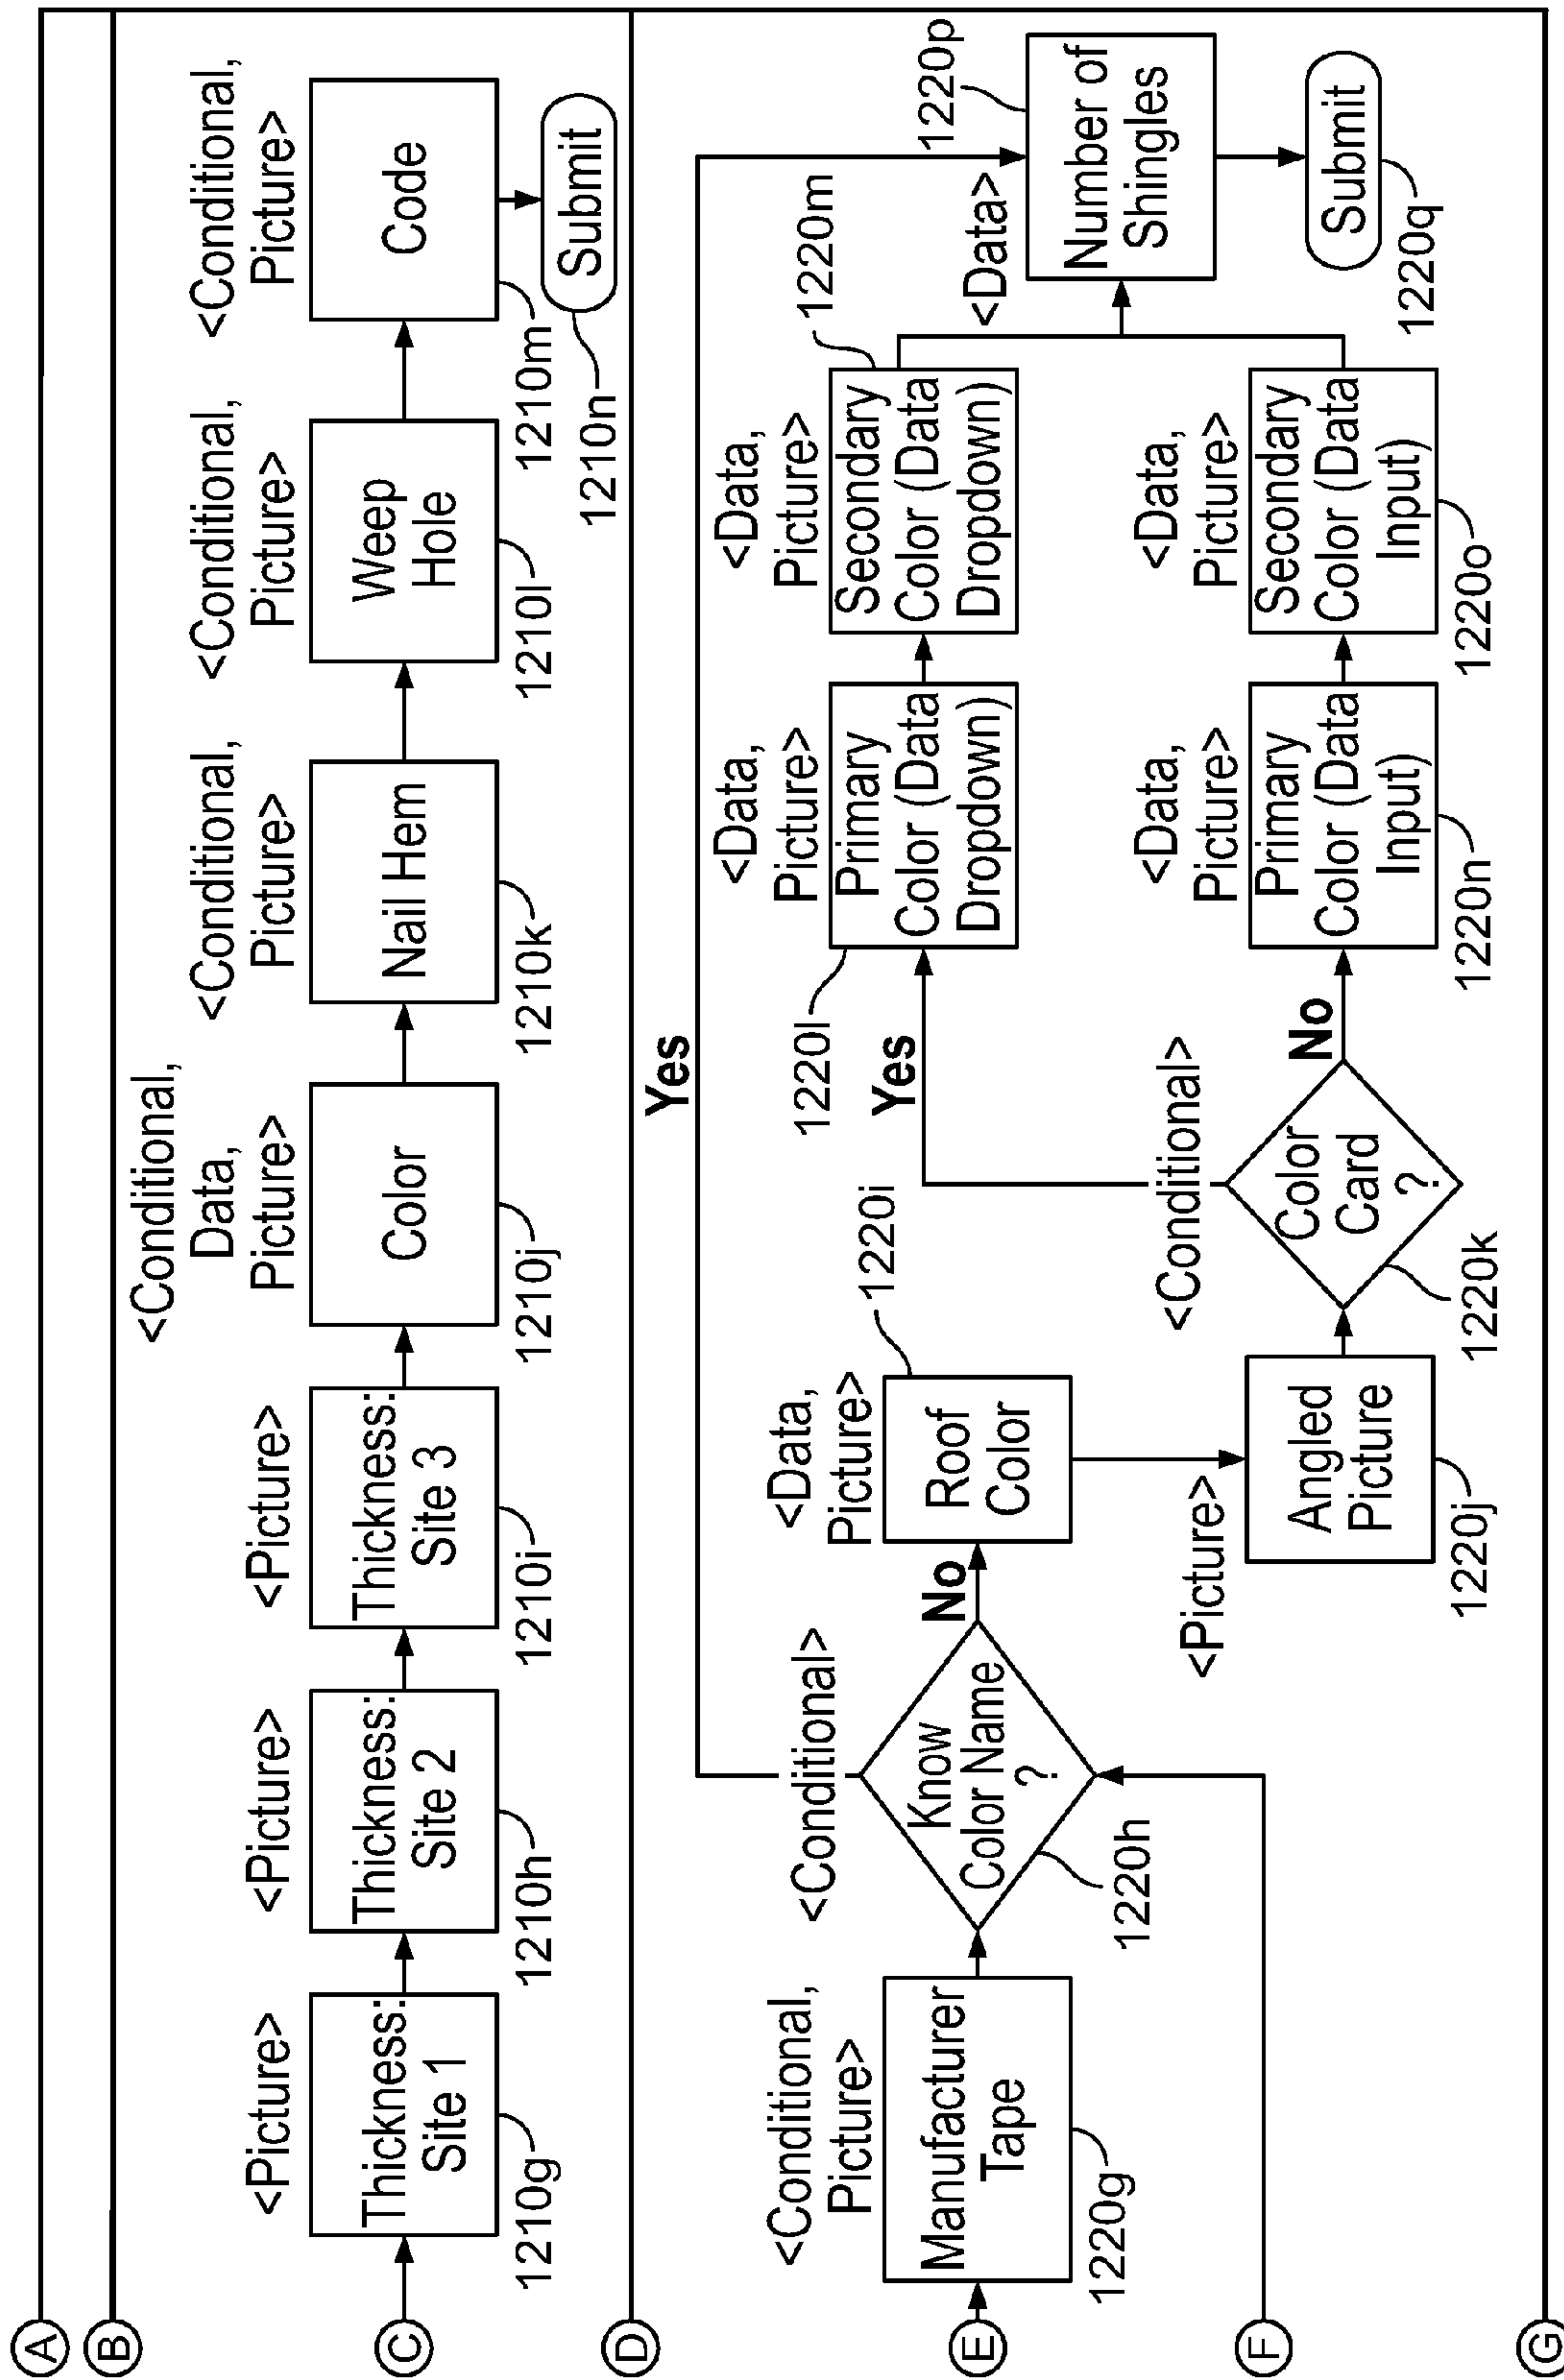 A
B
<Conditional,
Data,
Picture>
<Picture>
<Picture>
<Picture>
<Conditional,
Picture>
<Conditional,
Picture>
<Conditional,
Picture>
C
Thickness:
Site 1
Thickness:
Site 2
Thickness:
Site 3
Color
Nail Hem
Weep
Hole
Code
1210g
1210h
1210i
1210j
1210k
1210l
1210m
Submit
1210n
D
Yes
<Conditional,
Picture>
<Conditional>
<Data,
Picture>
1220i
1220l
Yes
<Data,
Picture>
<Data,
Picture>
1220m
1220p
E
Manufacturer
Tape
Know
Color Name
?
No
Roof
Color
Primary
Color (Data
Dropdown)
Secondary
Color (Data
Dropdown)
<Data>
Number of
Shingles
1220g
1220h
<Picture>
<Conditional>
<Data,
Picture>
<Data,
Picture>
F
Angled
Picture
Color
Card
?
No
Primary
Color (Data
Input)
Secondary
Color (Data
Input)
Submit
1220j
1220k
1220n
1220o
1220q
G